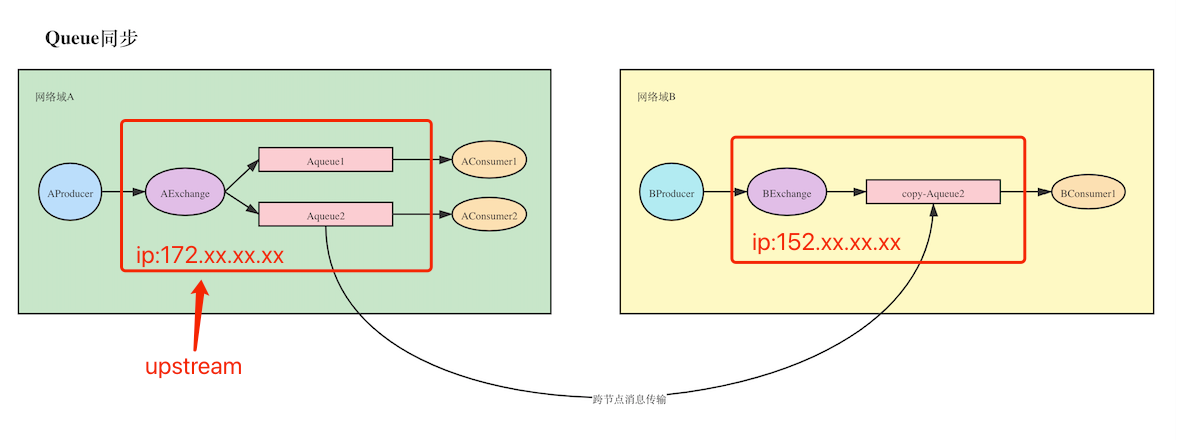 Queue同步
网络域A
AProducer
AExchange
Aqueue1
Aqueue2
AConsumer1
AConsumer2
ip:172.xx.xx.xx
upstream
网络域B
BProducer
BExchange
copy-Aqueue2
BConsumer1
ip:152.xx.xx.xx
跨节点消息传输